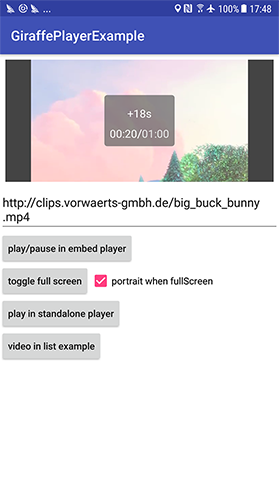 100% 17:48
GiraffePlayerExample
+18s
00:20/01:00
http://clips.vorwaerts-gmbh.de/big_buck_bunny
.mp4
play/pause in embed player
toggle full screen portrait when fullScreen
play in standalone player
video in list example